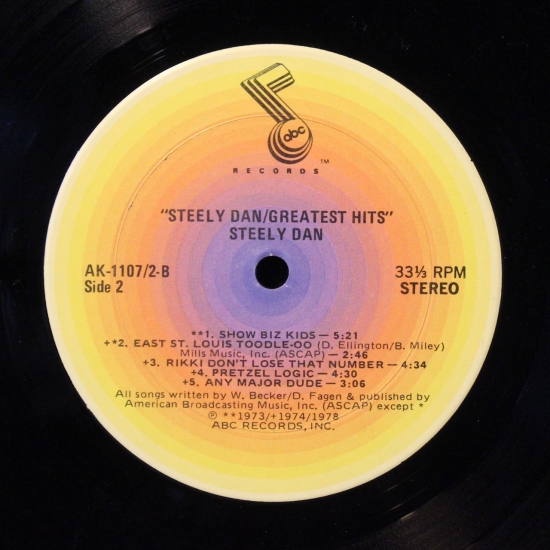 abc
TM
RECORDS
"STEELY DAN/GREATEST HITS"
STEELY DAN
AK-1107/2-B
Side 2
33⅓ RPM
STEREO
**1. SHOW BIZ KIDS — 5:21
+*2. EAST ST. LOUIS TOODLE-OO (D. Ellington/B. Miley)
Mills Music, Inc. (ASCAP) — 2:46
+3. RIKKI DON'T LOSE THAT NUMBER — 4:34
+4. PRETZEL LOGIC — 4:30
+5. ANY MAJOR DUDE — 3:06
All songs written by W. Becker/D. Fagen & published by
American Broadcasting Music, Inc. (ASCAP) except *
℗ **1973/+1974/1978
ABC RECORDS, INC.